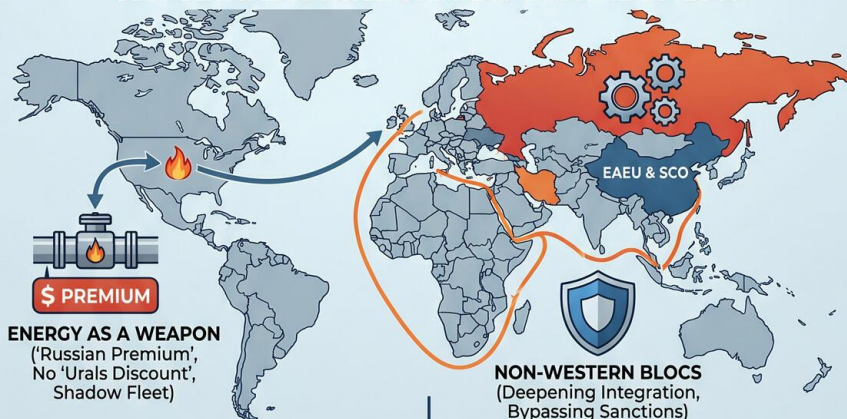 EAEU & SCO
$ PREMIUM
ENERGY AS A WEAPON
('Russian Premium',
No 'Urals Discount',
Shadow Fleet)
NON-WESTERN BLOCS
(Deepening Integration,
Bypassing Sanctions)